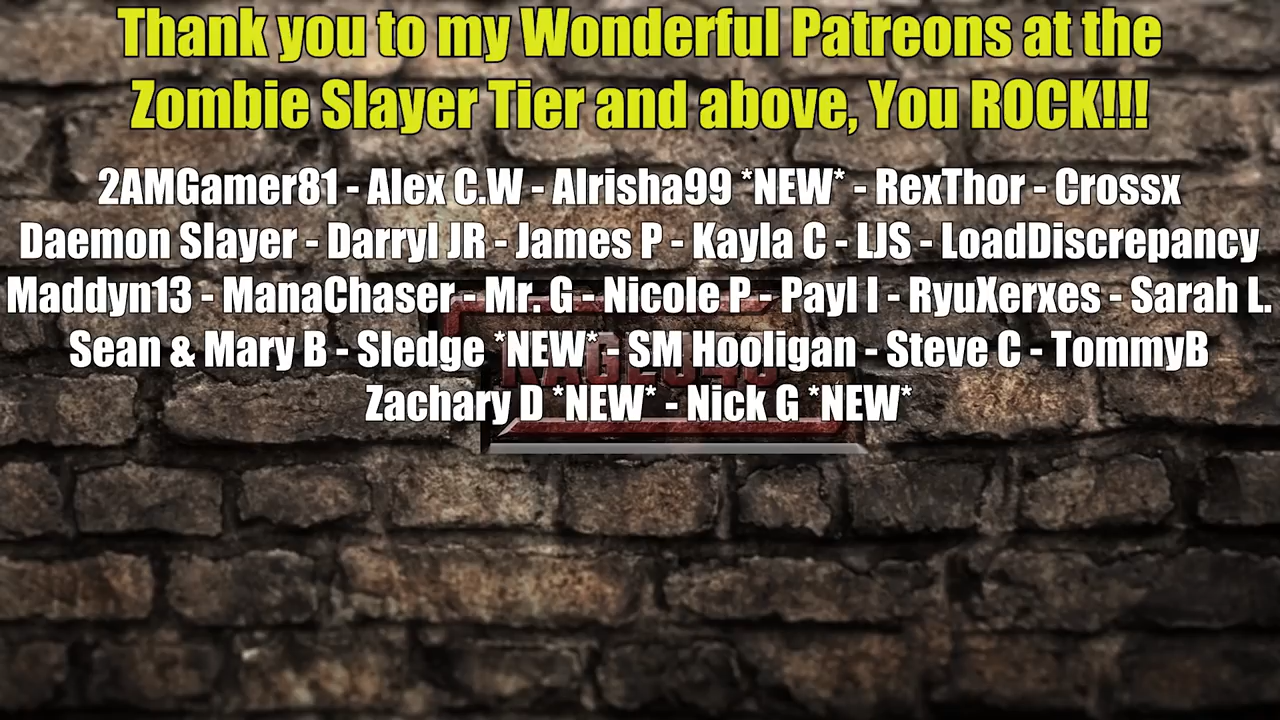 Thank you to my Wonderful Patreons at the
Zombie Slayer Tier and above, You ROCK!!!
2AMGamer81 - Alex C.W - Alrisha99 *NEW* - RexThor - Crossx
Daemon Slayer - Darryl JR - James P - Kayla C - LJS - LoadDiscrepancy
Maddyn13 - ManaChaser - Mr. G - Nicole P - Payl I - RyuXerxes - Sarah L.
Sean & Mary B - Sledge *NEW* - SM Hooligan - Steve C - TommyB
Zachary D *NEW* - Nick G *NEW*